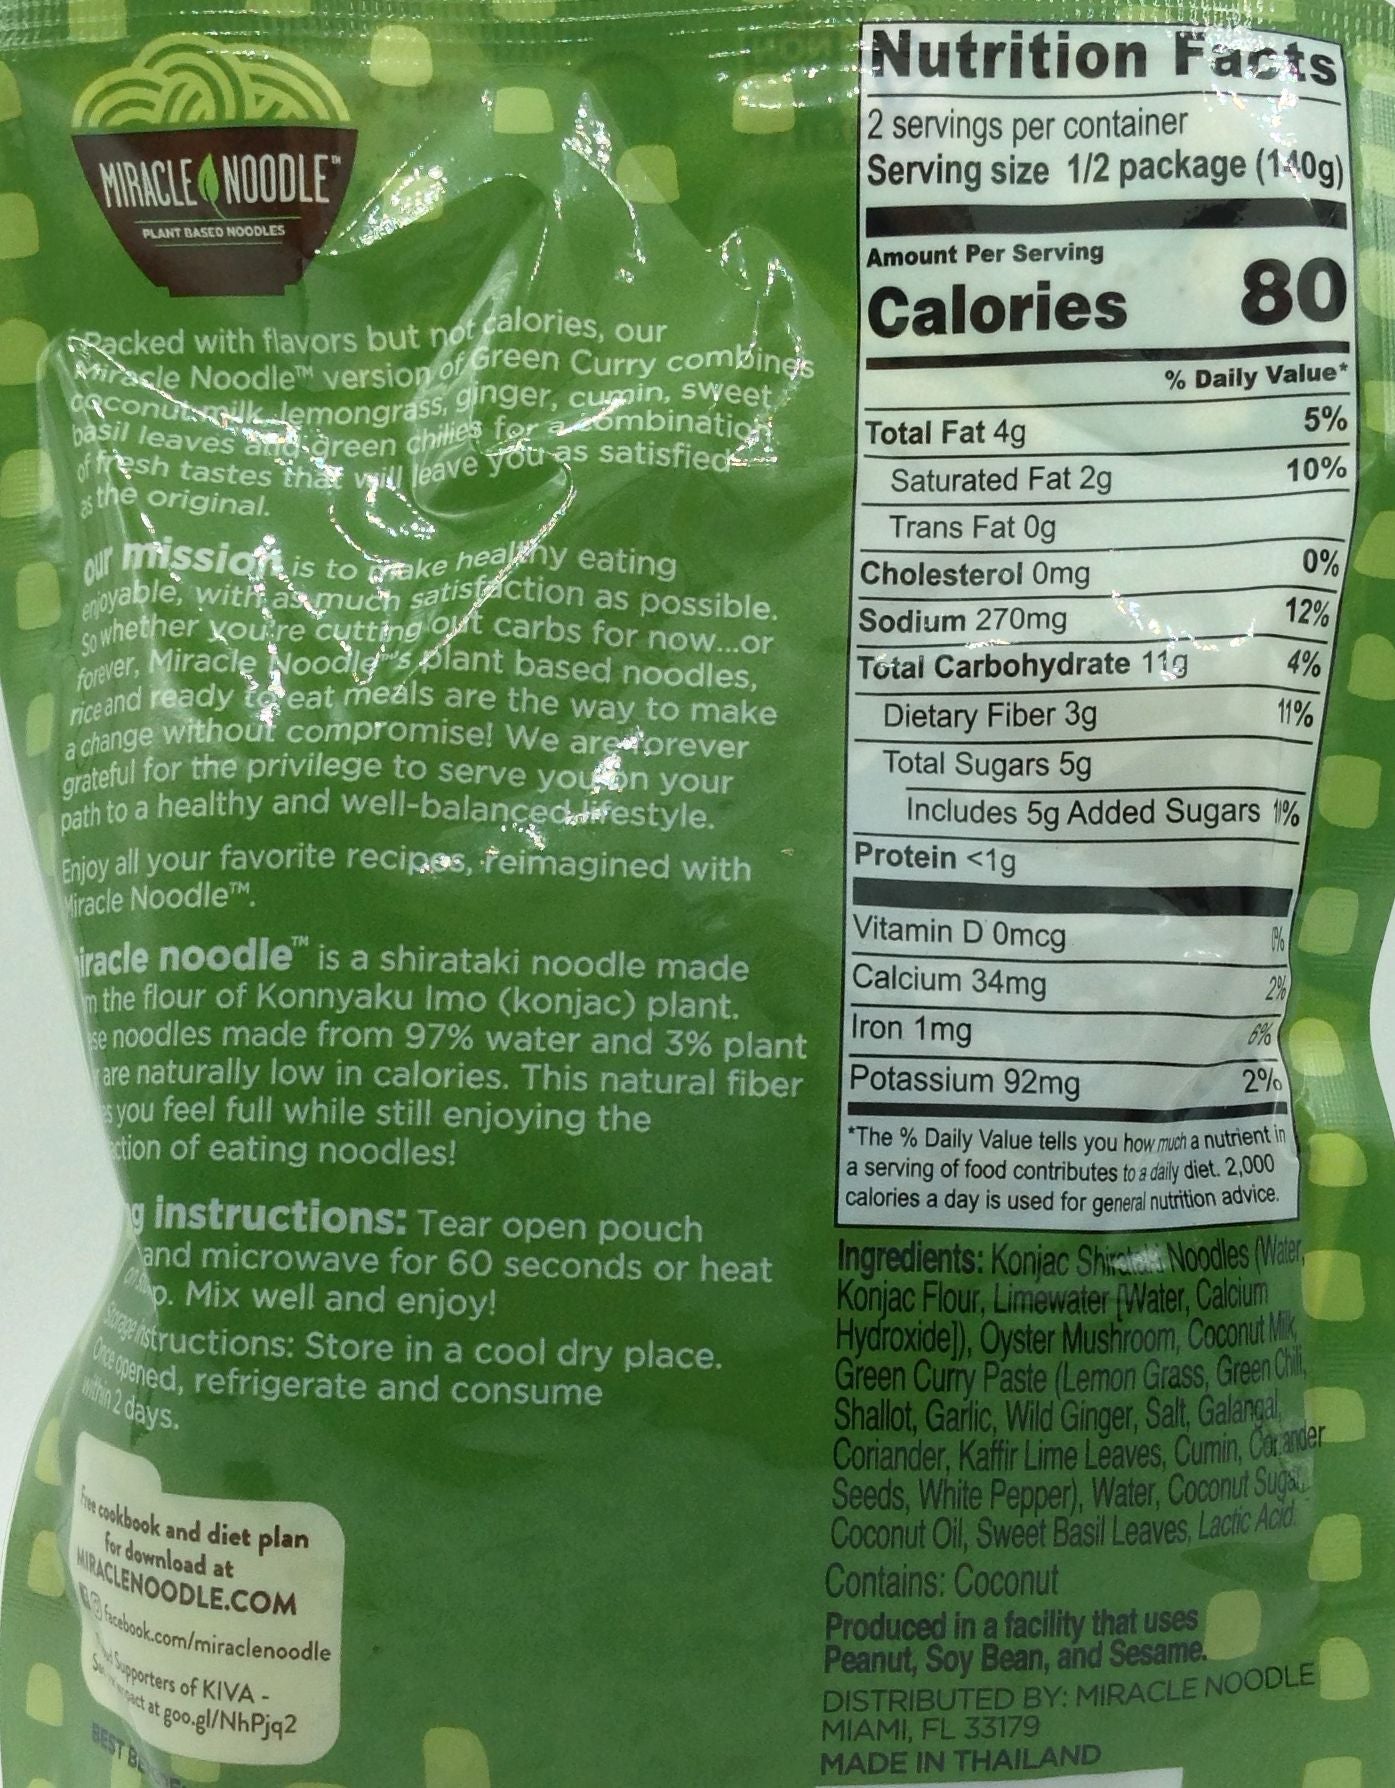 MIRACLE NOODLE™
PLANT BASED NOODLES
Packed with flavors but not calories, our
Miracle Noodle™ version of Green Curry combines
coconut milk, lemongrass, ginger, cumin, sweet
basil leaves and green chilies for a combination
of fresh tastes that will leave you as satisfied
as the original.
our mission is to make healthy eating
enjoyable, with as much satisfaction as possible.
So whether you're cutting out carbs for now...or
forever, Miracle Noodle™'s plant based noodles,
rice and ready to eat meals are the way to make
a change without compromise! We are forever
grateful for the privilege to serve you on your
path to a healthy and well-balanced lifestyle.
Enjoy all your favorite recipes, reimagined with
Miracle Noodle™.
iracle noodle™ is a shirataki noodle made
m the flour of Konnyaku Imo (konjac) plant.
se noodles made from 97% water and 3% plant
are naturally low in calories. This natural fiber
s you feel full while still enjoying the
ction of eating noodles!
g instructions: Tear open pouch
and microwave for 60 seconds or heat
p. Mix well and enjoy!
Storage instructions: Store in a cool dry place.
Once opened, refrigerate and consume
within 2 days.
Free cookbook and diet plan
for download at
MIRACLENOODLE.COM
facebook.com/miraclenoodle
Supporters of KIVA -
at goo.gl/NhPjq2
BEST
Nutrition Facts
2 servings per container
Serving size 1/2 package (140g)
Amount Per Serving
Calories 80
% Daily Value*
Total Fat 4g 5%
Saturated Fat 2g 10%
Trans Fat 0g
Cholesterol 0mg 0%
Sodium 270mg 12%
Total Carbohydrate 11g 4%
Dietary Fiber 3g 11%
Total Sugars 5g
Includes 5g Added Sugars 11%
Protein <1g
Vitamin D 0mcg 0%
Calcium 34mg 2%
Iron 1mg 6%
Potassium 92mg 2%
*The % Daily Value tells you how much a nutrient in
a serving of food contributes to a daily diet. 2,000
calories a day is used for general nutrition advice.
Ingredients: Konjac Shirataki Noodles (Water,
Konjac Flour, Limewater [Water, Calcium
Hydroxide]), Oyster Mushroom, Coconut Milk,
Green Curry Paste (Lemon Grass, Green Chili,
Shallot, Garlic, Wild Ginger, Salt, Galangal,
Coriander, Kaffir Lime Leaves, Cumin, Coriander
Seeds, White Pepper), Water, Coconut Sugar,
Coconut Oil, Sweet Basil Leaves, Lactic Acid.
Contains: Coconut
Produced in a facility that uses
Peanut, Soy Bean, and Sesame.
DISTRIBUTED BY: MIRACLE NOODLE
MIAMI, FL 33179
MADE IN THAILAND